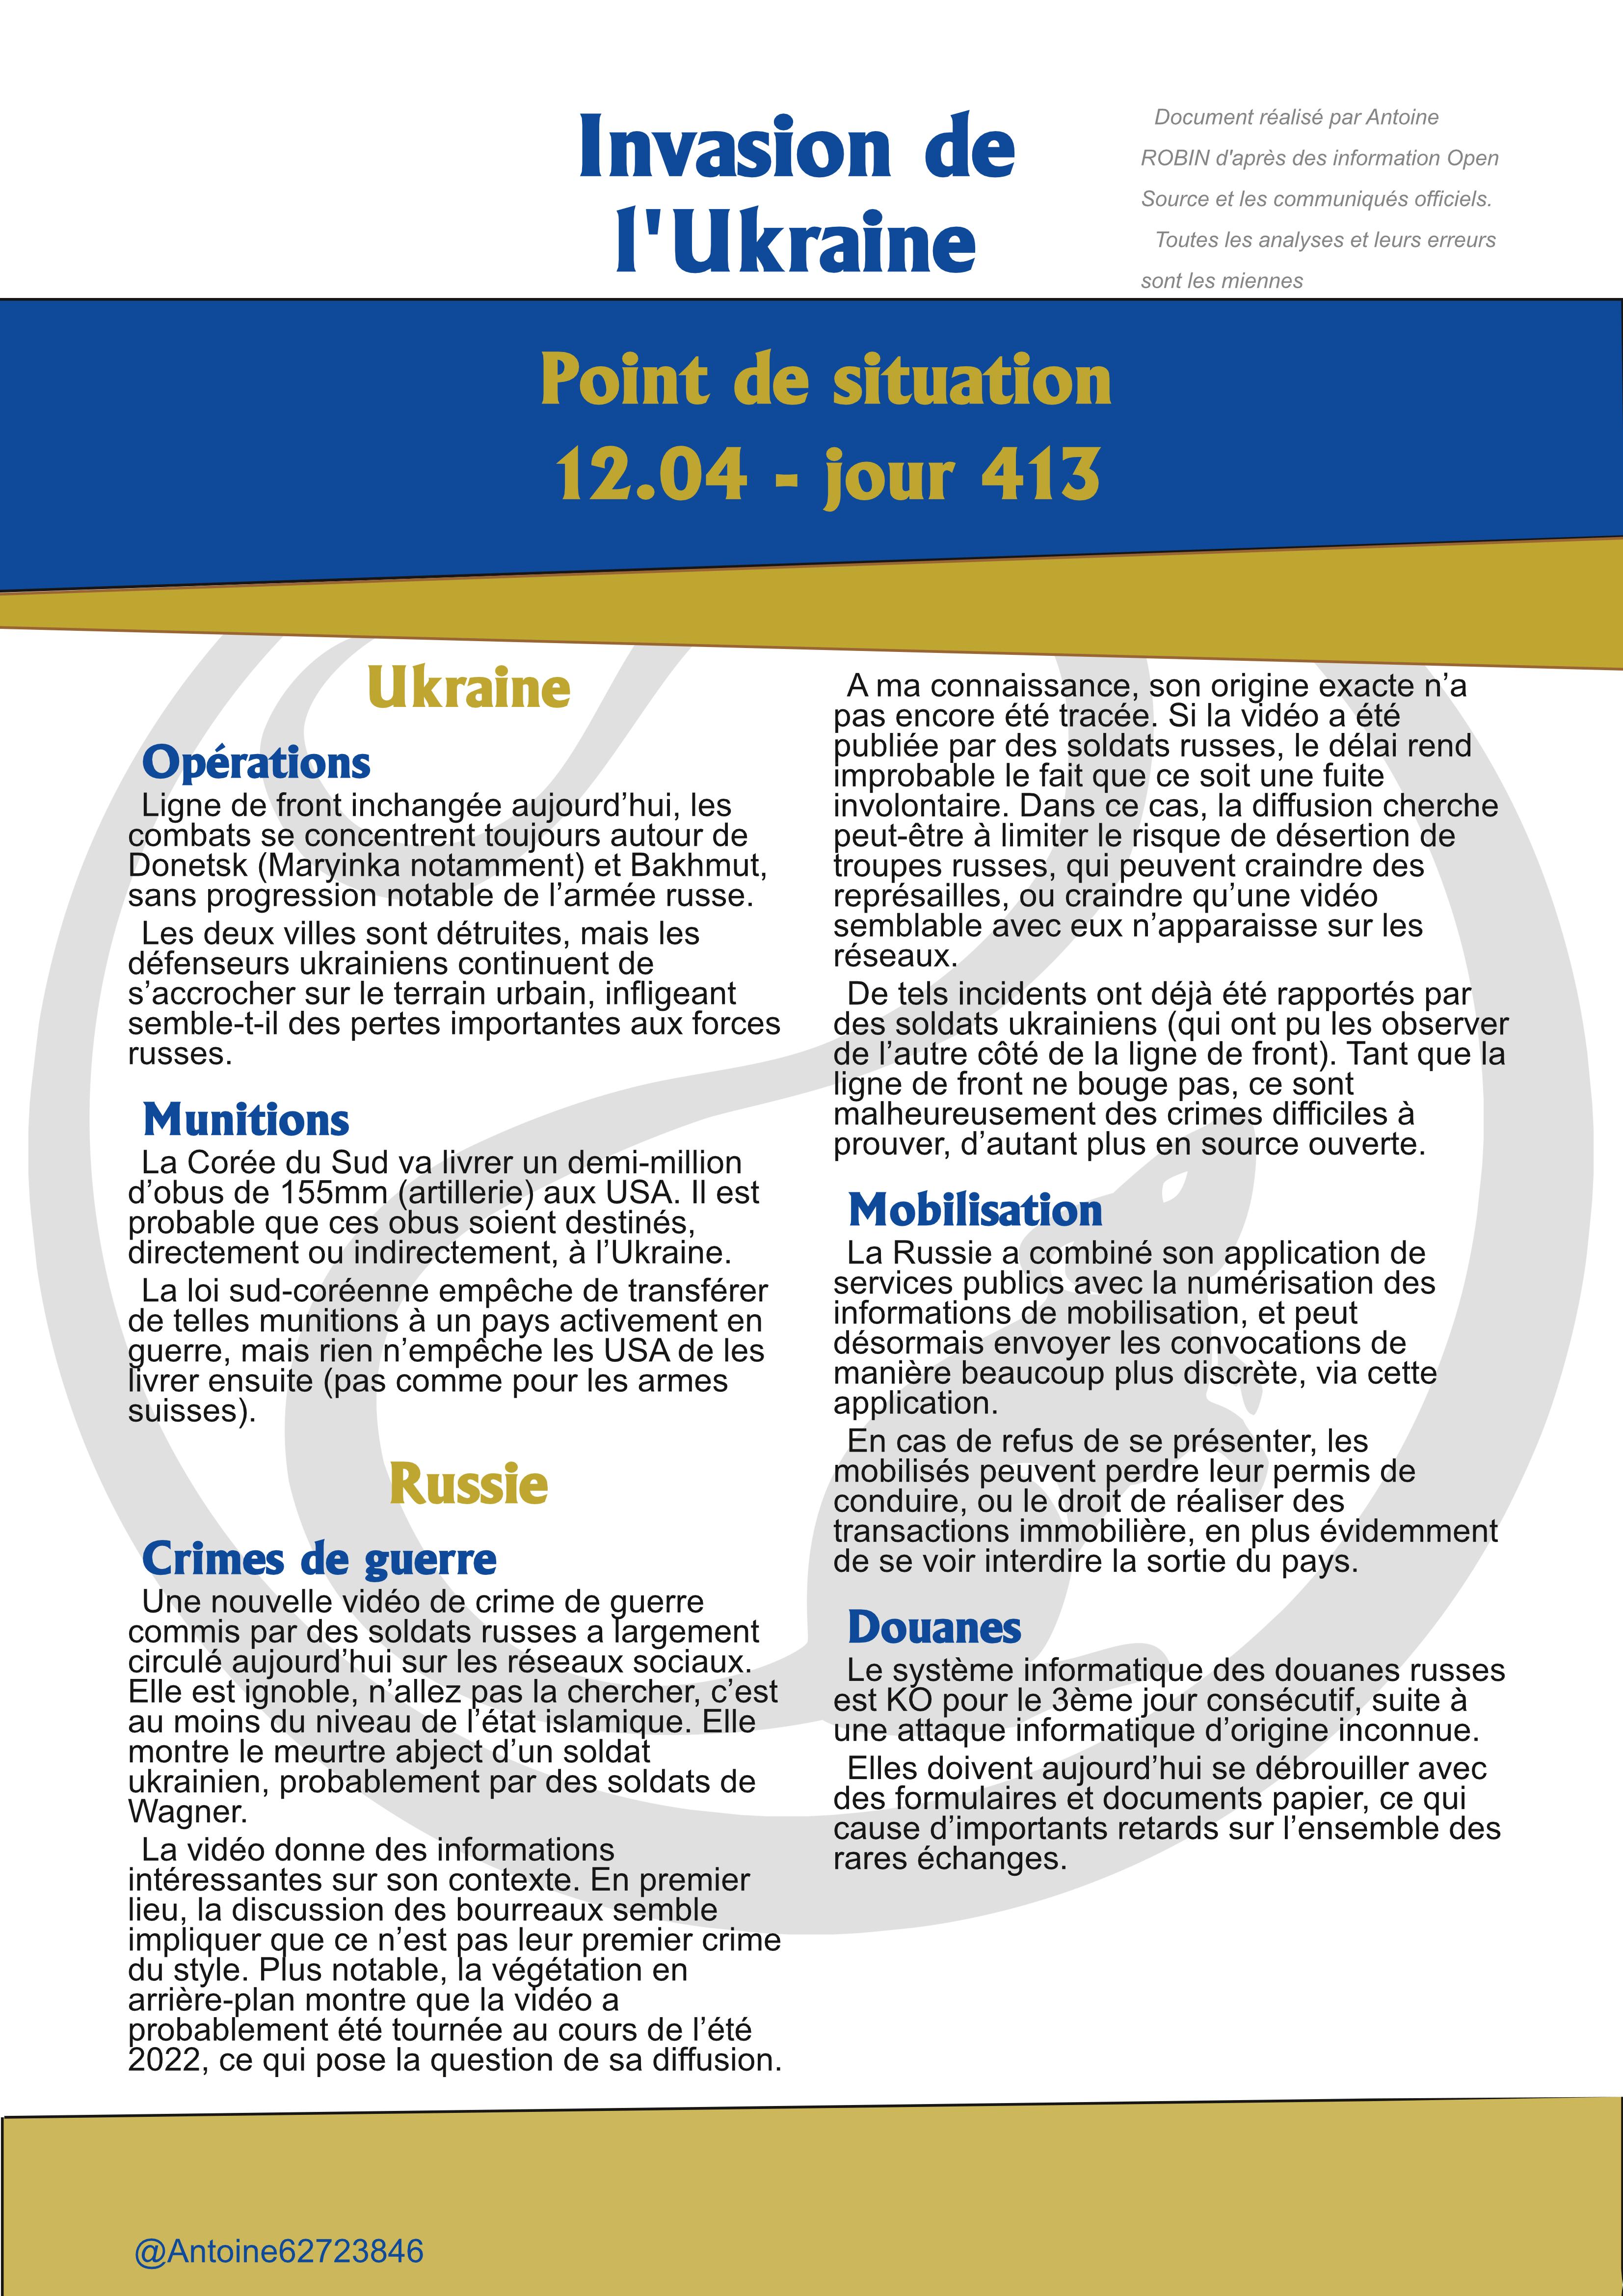 Invasion de
l'Ukraine
Document réalisé par Antoine
ROBIN d'après des information Open
Source et les communiqués officiels.
Toutes les analyses et leurs erreurs
sont les miennes
Point de situation
12.04 - jour 413
Ukraine
Opérations
Ligne de front inchangée aujourd’hui, les
combats se concentrent toujours autour de
Donetsk (Maryinka notamment) et Bakhmut,
sans progression notable de l’armée russe.
Les deux villes sont détruites, mais les
défenseurs ukrainiens continuent de
s’accrocher sur le terrain urbain, infligeant
semble-t-il des pertes importantes aux forces
russes.
Munitions
La Corée du Sud va livrer un demi-million
d’obus de 155mm (artillerie) aux USA. Il est
probable que ces obus soient destinés,
directement ou indirectement, à l’Ukraine.
La loi sud-coréenne empêche de transférer
de telles munitions à un pays activement en
guerre, mais rien n’empêche les USA de les
livrer ensuite (pas comme pour les armes
suisses).
Russie
Crimes de guerre
Une nouvelle vidéo de crime de guerre
commis par des soldats russes a largement
circulé aujourd’hui sur les réseaux sociaux.
Elle est ignoble, n’allez pas la chercher, c’est
au moins du niveau de l’état islamique. Elle
montre le meurtre abject d’un soldat
ukrainien, probablement par des soldats de
Wagner.
La vidéo donne des informations
intéressantes sur son contexte. En premier
lieu, la discussion des bourreaux semble
impliquer que ce n’est pas leur premier crime
du style. Plus notable, la végétation en
arrière-plan montre que la vidéo a
probablement été tournée au cours de l’été
2022, ce qui pose la question de sa diffusion.
A ma connaissance, son origine exacte n’a
pas encore été tracée. Si la vidéo a été
publiée par des soldats russes, le délai rend
improbable le fait que ce soit une fuite
involontaire. Dans ce cas, la diffusion cherche
peut-être à limiter le risque de désertion de
troupes russes, qui peuvent craindre des
représailles, ou craindre qu’une vidéo
semblable avec eux n’apparaisse sur les
réseaux.
De tels incidents ont déjà été rapportés par
des soldats ukrainiens (qui ont pu les observer
de l’autre côté de la ligne de front). Tant que la
ligne de front ne bouge pas, ce sont
malheureusement des crimes difficiles à
prouver, d’autant plus en source ouverte.
Mobilisation
La Russie a combiné son application de
services publics avec la numérisation des
informations de mobilisation, et peut
désormais envoyer les convocations de
manière beaucoup plus discrète, via cette
application.
En cas de refus de se présenter, les
mobilisés peuvent perdre leur permis de
conduire, ou le droit de réaliser des
transactions immobilière, en plus évidemment
de se voir interdire la sortie du pays.
Douanes
Le système informatique des douanes russes
est KO pour le 3ème jour consécutif, suite à
une attaque informatique d’origine inconnue.
Elles doivent aujourd’hui se débrouiller avec
des formulaires et documents papier, ce qui
cause d’importants retards sur l’ensemble des
rares échanges.
@Antoine62723846